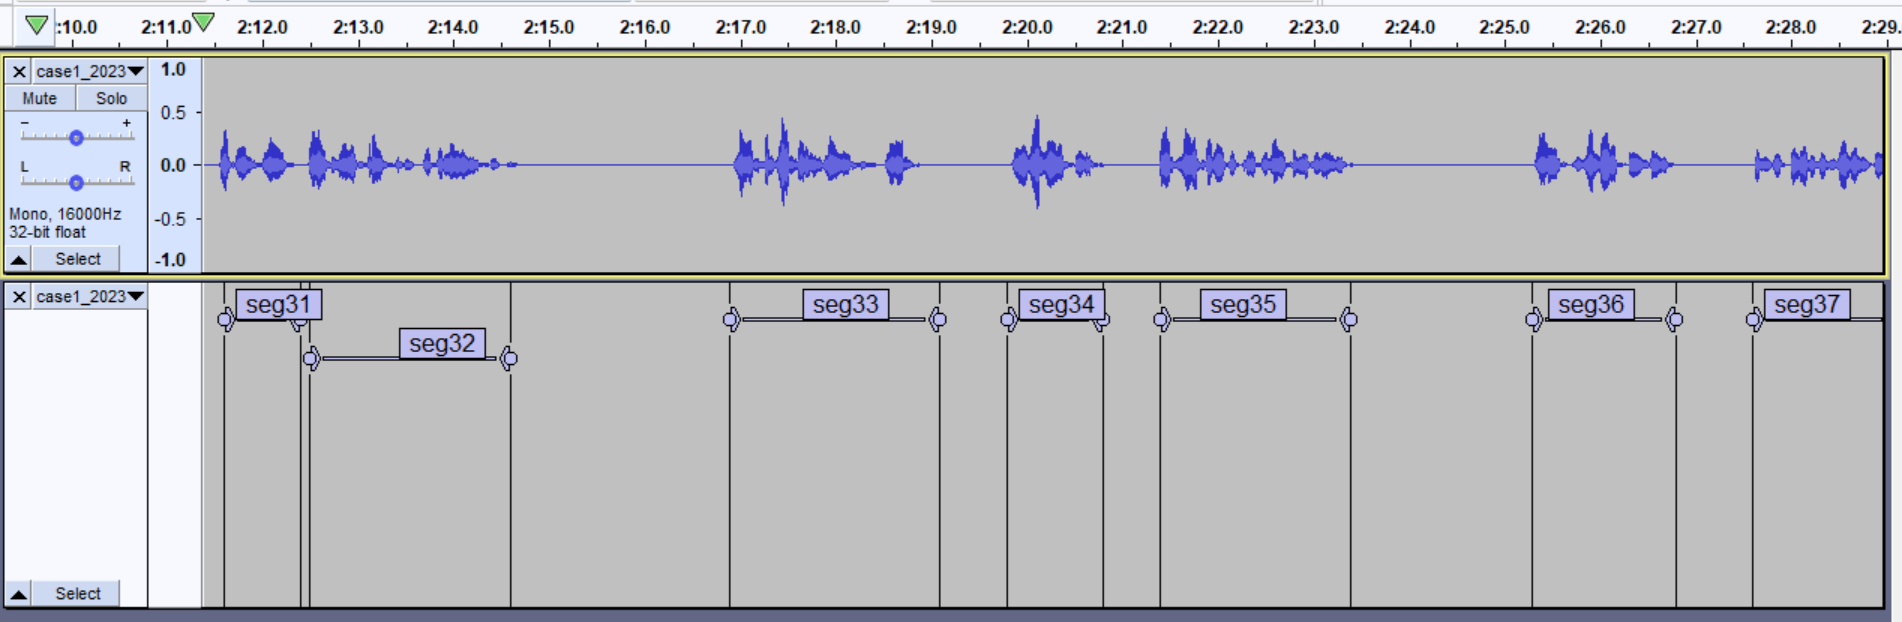 :10.0 2:11.0 2:12.0 2:13.0 2:14.0 2:15.0 2:16.0 2:17.0 2:18.0 2:19.0 2:20.0 2:21.0 2:22.0 2:23.0 2:24.0 2:25.0 2:26.0 2:27.0 2:28.0 2:29.
case1_2023
Mute Solo
- +
L R
Mono, 16000Hz
32-bit float
Select
1.0
0.5
0.0
-0.5
-1.0
case1_2023
Select
seg31 seg33 seg34 seg35 seg36 seg37
seg32